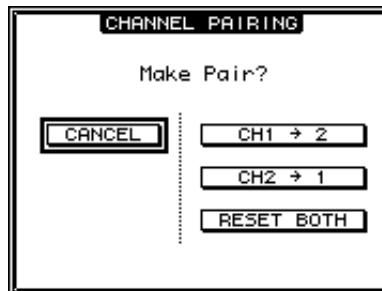 CHANNEL PAIRING
Make Pair?
CANCEL
CH1 → 2
CH2 → 1
RESET BOTH